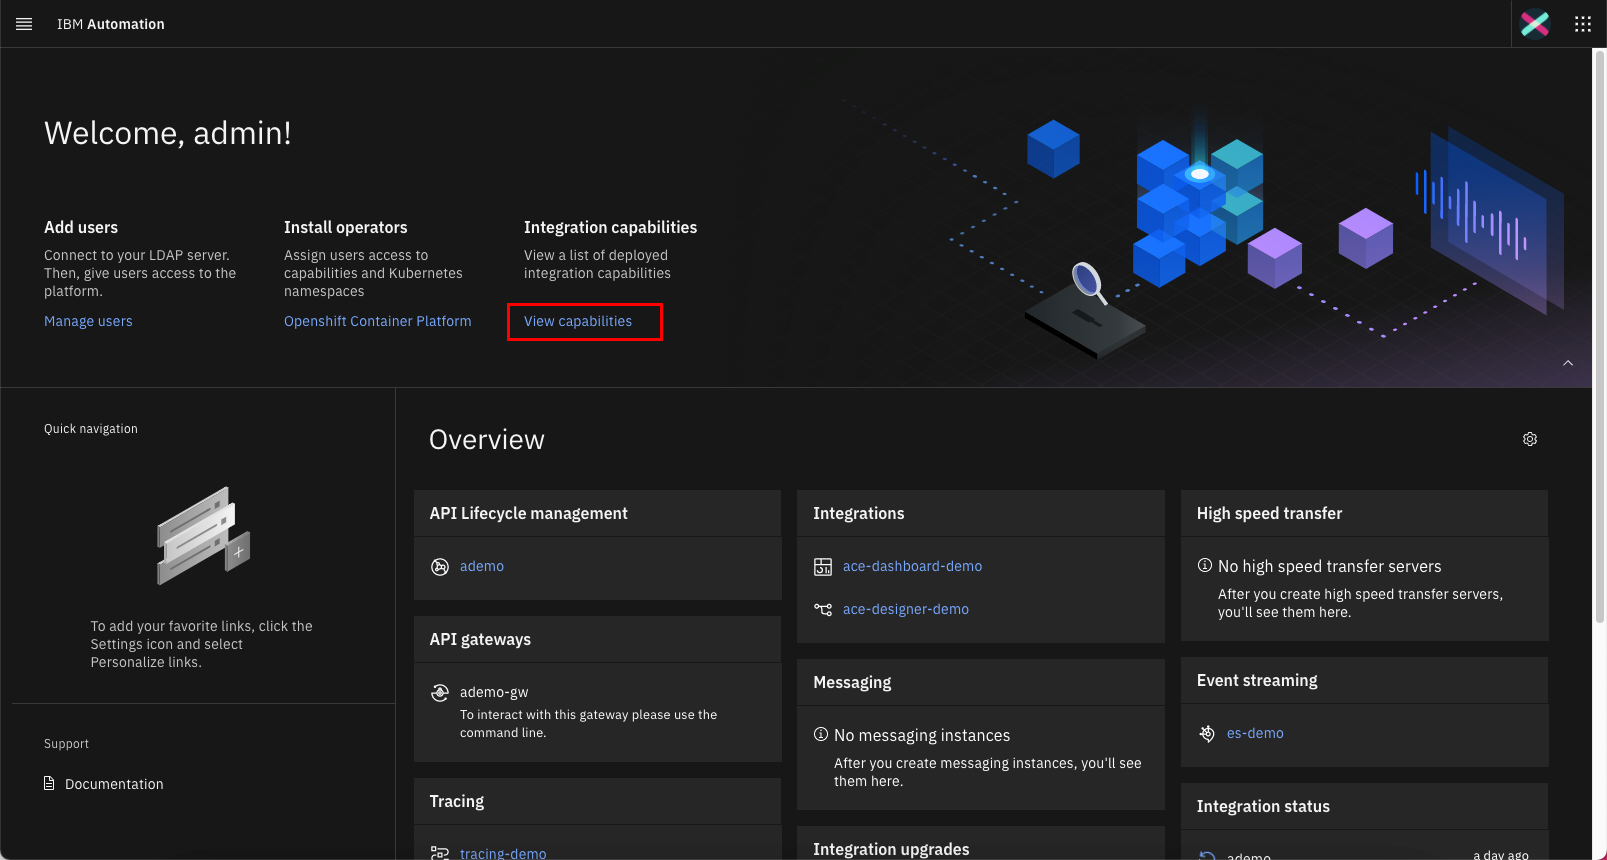 IBM Automation
Welcome, admin!
Add users
Connect to your LDAP server.
Then, give users access to the
platform.
Manage users
Install operators
Assign users access to
capabilities and Kubernetes
namespaces
Openshift Container Platform
Integration capabilities
View a list of deployed
integration capabilities
View capabilities
Quick navigation
To add your favorite links, click the
Settings icon and select
Personalize links.
Support
Documentation
Overview
API Lifecycle management
ademo
API gateways
ademo-gw
To interact with this gateway please use the
command line.
Tracing
tracing-demo
Integrations
ace-dashboard-demo
ace-designer-demo
Messaging
No messaging instances
After you create messaging instances, you'll see
them here.
Integration upgrades
High speed transfer
No high speed transfer servers
After you create high speed transfer servers,
you'll see them here.
Event streaming
es-demo
Integration status
ademo
a day ago